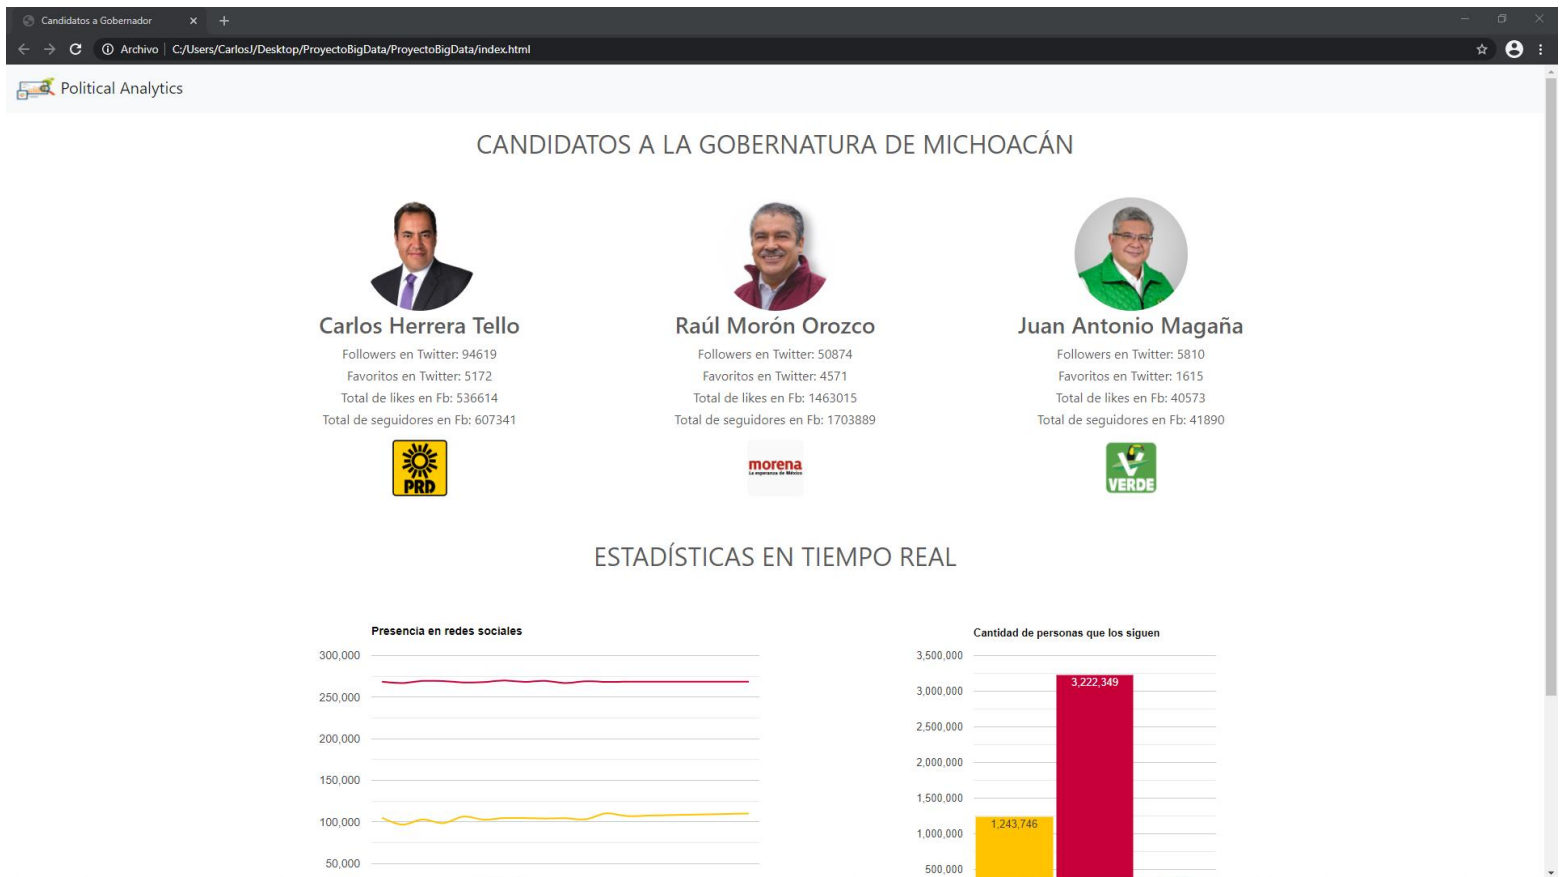 Candidatos a Gobernador
Archivo | C:/Users/CarlosJ/Desktop/ProyectoBigData/ProyectoBigData/index.html
Political Analytics
CANDIDATOS A LA GOBERNATURA DE MICHOACÁN
Carlos Herrera Tello
Followers en Twitter: 94619
Favoritos en Twitter: 5172
Total de likes en Fb: 536614
Total de seguidores en Fb: 607341
PRD
Raúl Morón Orozco
Followers en Twitter: 50874
Favoritos en Twitter: 4571
Total de likes en Fb: 1463015
Total de seguidores en Fb: 1703889
morena
La esperanza de México
Juan Antonio Magaña
Followers en Twitter: 5810
Favoritos en Twitter: 1615
Total de likes en Fb: 40573
Total de seguidores en Fb: 41890
VERDE
ESTADÍSTICAS EN TIEMPO REAL
Presencia en redes sociales
300,000
250,000
200,000
150,000
100,000
50,000
Cantidad de personas que los siguen
3,500,000
3,000,000
2,500,000
2,000,000
1,500,000
1,000,000
500,000
3,222,349
1,243,746